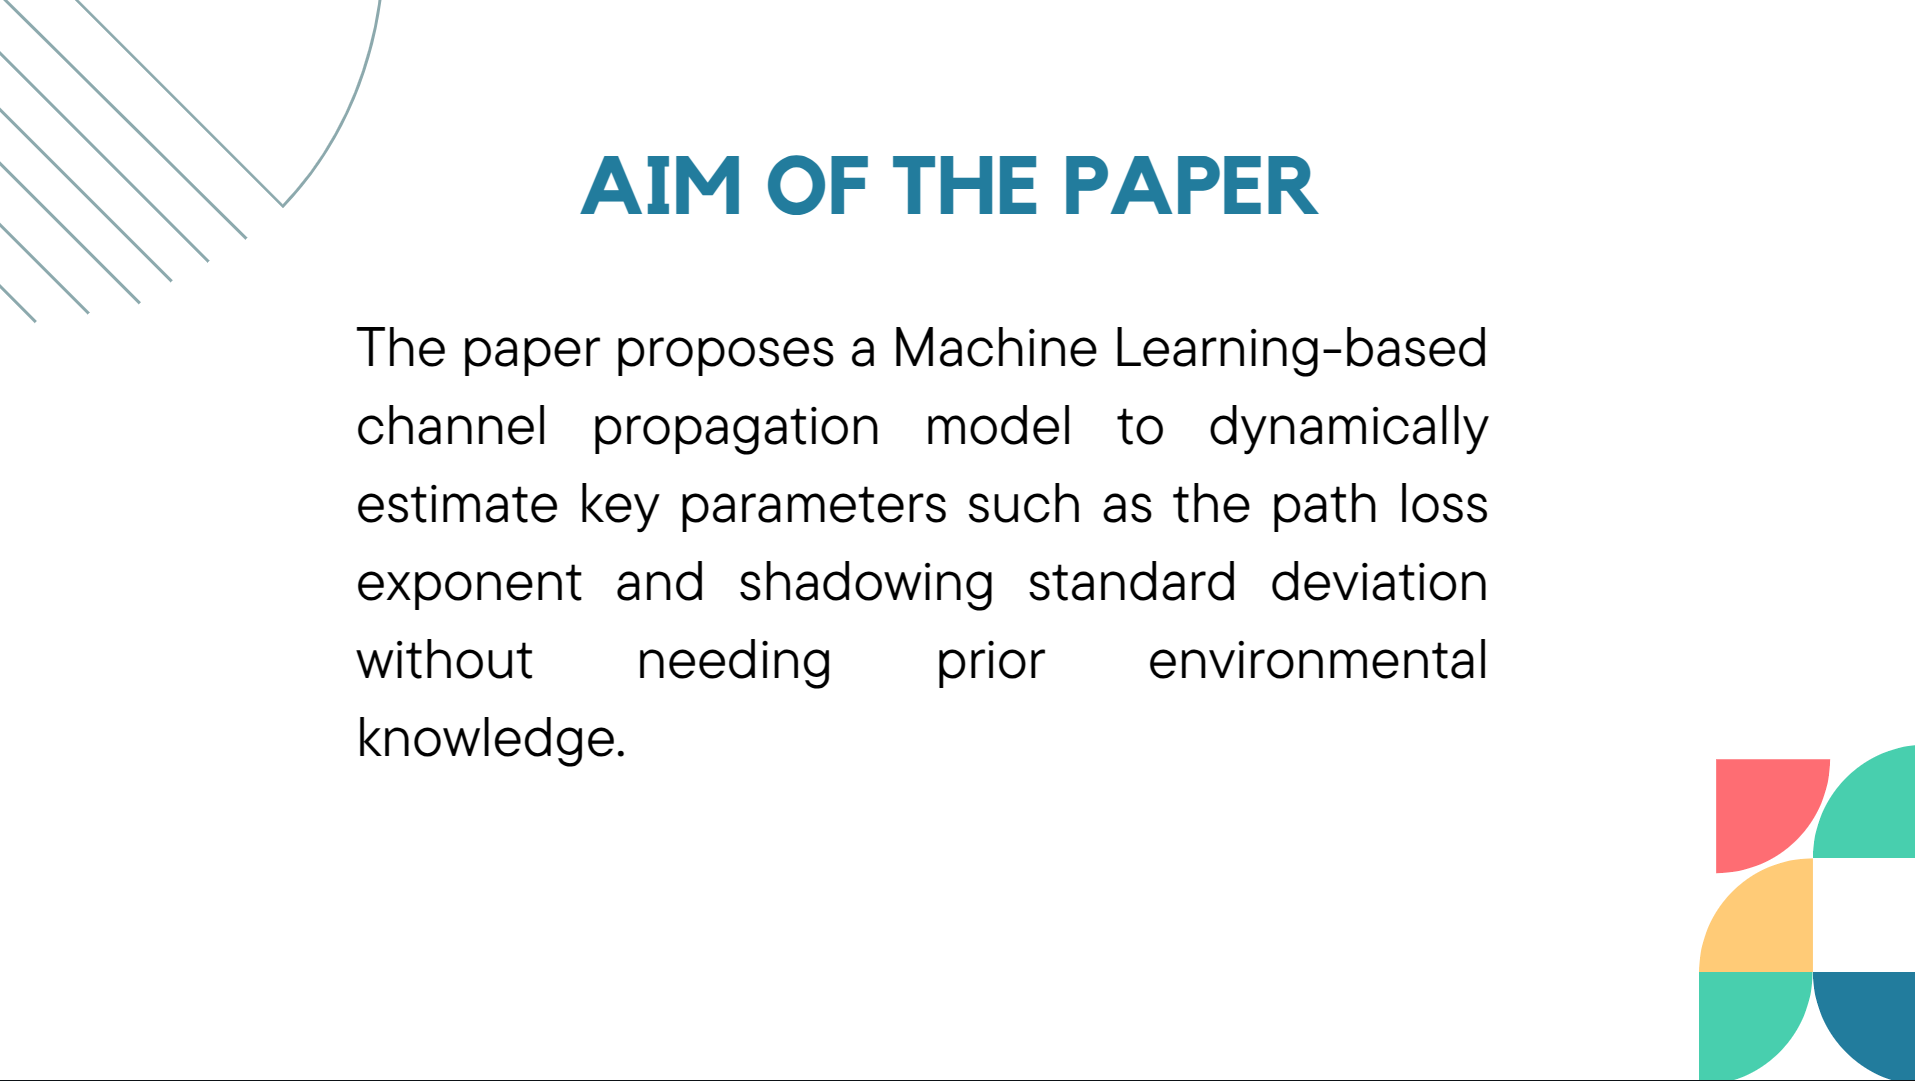 AIM OF THE PAPER
The paper proposes a Machine Learning-based
channel propagation model to dynamically
estimate key parameters such as the path loss
exponent and shadowing standard deviation
without needing prior environmental
knowledge.